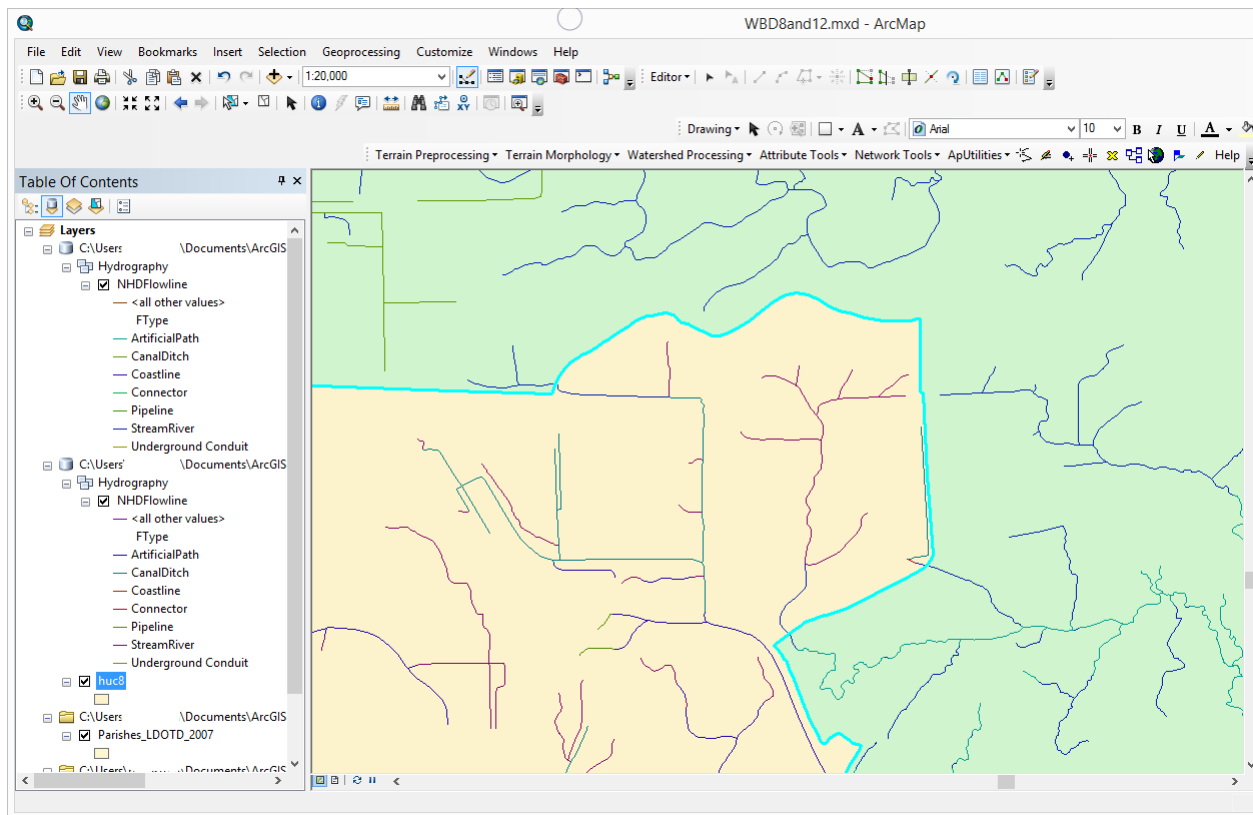 WBD8and12.mxd - ArcMap
File Edit View Bookmarks Insert Selection Geoprocessing Customize Windows Help
1:20,000 Editor
Drawing A Arial 10 B I U A
Terrain Preprocessing Terrain Morphology Watershed Processing Attribute Tools Network Tools ApUtilities Help
Table Of Contents
Layers
C:\Users \Documents\ArcGIS
Hydrography
NHDFlowline
<all other values>
FType
ArtificialPath
CanalDitch
Coastline
Connector
Pipeline
StreamRiver
Underground Conduit
C:\Users \Documents\ArcGIS
Hydrography
NHDFlowline
<all other values>
FType
ArtificialPath
CanalDitch
Coastline
Connector
Pipeline
StreamRiver
Underground Conduit
huc8
C:\Users \Documents\ArcGIS
Parishes_LDOTD_2007